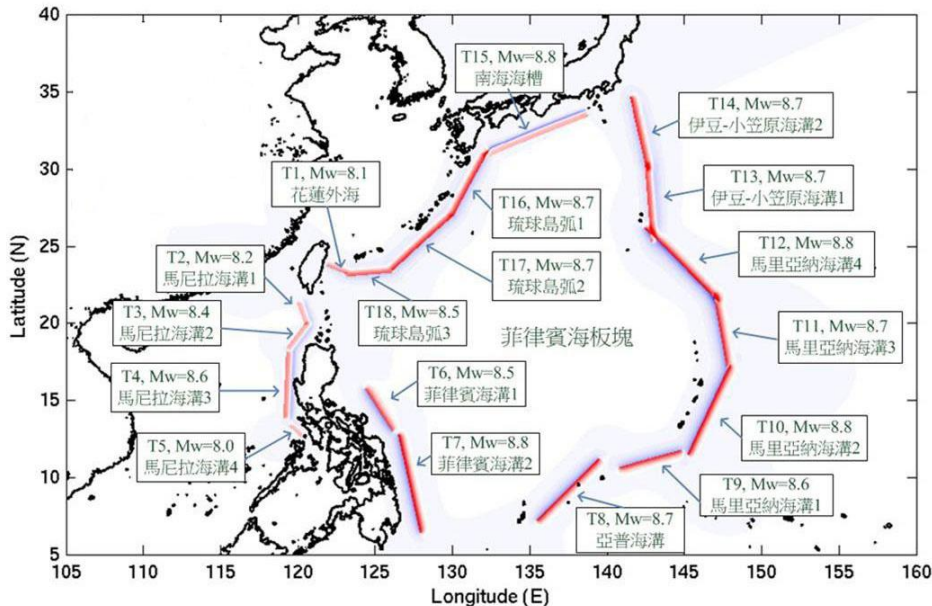 40
35
30
25
20
15
10
5
Latitude (N)
T15, Mw=8.8
南海海槽
T14, Mw=8.7
伊豆-小笠原海溝2
T1, Mw=8.1
花蓮外海
T13, Mw=8.7
伊豆-小笠原海溝1
T16, Mw=8.7
琉球島弧1
T2, Mw=8.2
馬尼拉海溝1
T12, Mw=8.8
馬里亞納海溝4
T17, Mw=8.7
琉球島弧2
T3, Mw=8.4
馬尼拉海溝2
T18, Mw=8.5
琉球島弧3
菲律賓海板塊
T11, Mw=8.7
馬里亞納海溝3
T4, Mw=8.6
馬尼拉海溝3
T6, Mw=8.5
菲律賓海溝1
T5, Mw=8.0
馬尼拉海溝4
T7, Mw=8.8
菲律賓海溝2
T10, Mw=8.8
馬里亞納海溝2
T9, Mw=8.6
馬里亞納海溝1
T8, Mw=8.7
亞普海溝
105 110 115 120 125 130 135 140 145 150 155 160
Longitude (E)